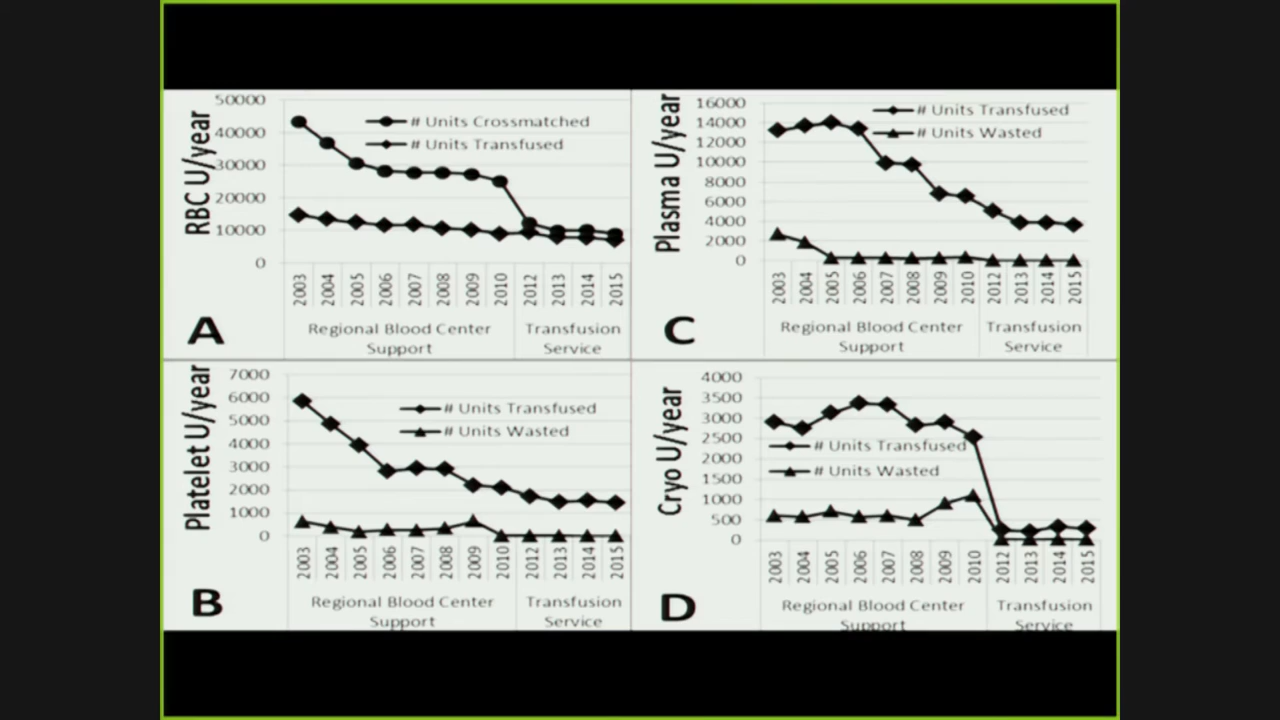 RBC U/year
50000
40000
30000
20000
10000
0
# Units Crossmatched
# Units Transfused
2003 2004 2005 2006 2007 2008 2009 2010 2012 2013 2014 2015
A
Regional Blood Center Support
Transfusion Service
Plasma U/year
16000
14000
12000
10000
8000
6000
4000
2000
0
# Units Transfused
# Units Wasted
2003 2004 2005 2006 2007 2008 2009 2010 2012 2013 2014 2015
C
Regional Blood Center Support
Transfusion Service
Platelet U/year
7000
6000
5000
4000
3000
2000
1000
0
# Units Transfused
# Units Wasted
2003 2004 2005 2006 2007 2008 2009 2010 2012 2013 2014 2015
B
Regional Blood Center Support
Transfusion Service
Cryo U/year
4000
3500
3000
2500
2000
1500
1000
500
0
# Units Transfused
# Units Wasted
2003 2004 2005 2006 2007 2008 2009 2010 2012 2013 2014 2015
D
Regional Blood Center Support
Transfusion Service